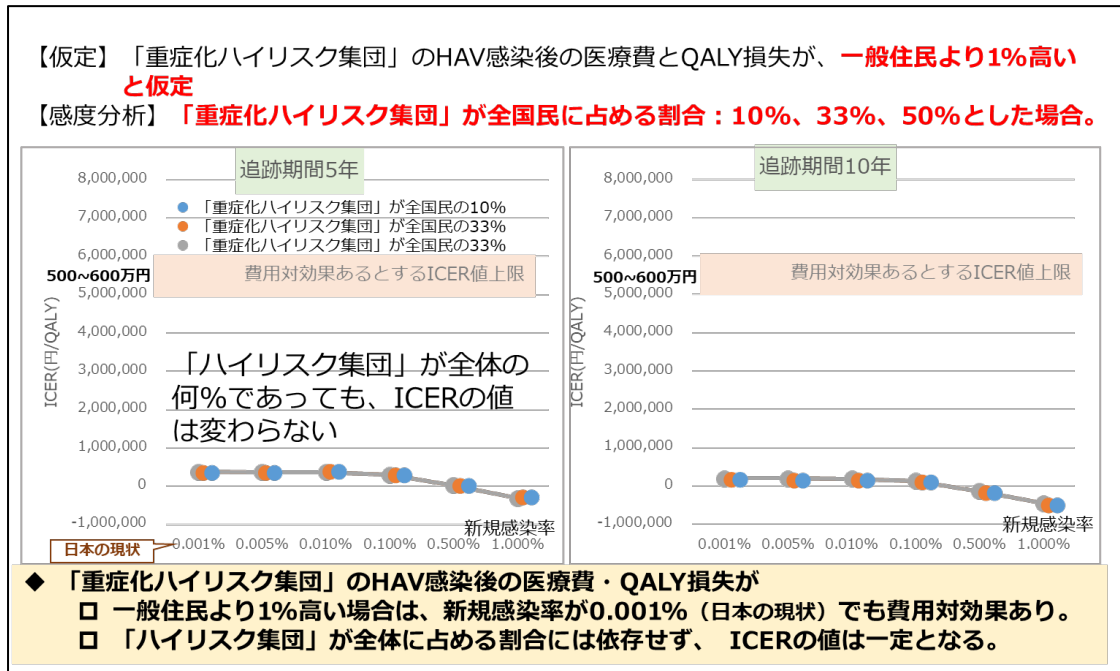 【仮定】「重症化ハイリスク集団」のHAV感染後の医療費とQALY損失が、一般住民より1%高い
と仮定
【感度分析】「重症化ハイリスク集団」が全国民に占める割合：10%、33%、50%とした場合。
追跡期間5年
8,000,000
7,000,000
6,000,000
5,000,000
4,000,000
3,000,000
2,000,000
1,000,000
0
-1,000,000
ICER(円/QALY)
「重症化ハイリスク集団」が全国民の10%
「重症化ハイリスク集団」が全国民の33%
「重症化ハイリスク集団」が全国民の33%
500~600万円
費用対効果あるとするICER値上限
「ハイリスク集団」が全体の
何%であっても、ICERの値
は変わらない
新規感染率
日本の現状
0.001% 0.005% 0.010% 0.100% 0.500% 1.000%
追跡期間10年
8,000,000
7,000,000
6,000,000
5,000,000
4,000,000
3,000,000
2,000,000
1,000,000
0
-1,000,000
ICER(円/QALY)
500~600万円
費用対効果あるとするICER値上限
新規感染率
0.001% 0.005% 0.010% 0.100% 0.500% 1.000%
◆ 「重症化ハイリスク集団」のHAV感染後の医療費・QALY損失が
□ 一般住民より1%高い場合は、新規感染率が0.001%（日本の現状）でも費用対効果あり。
□ 「ハイリスク集団」が全体に占める割合には依存せず、 ICERの値は一定となる。